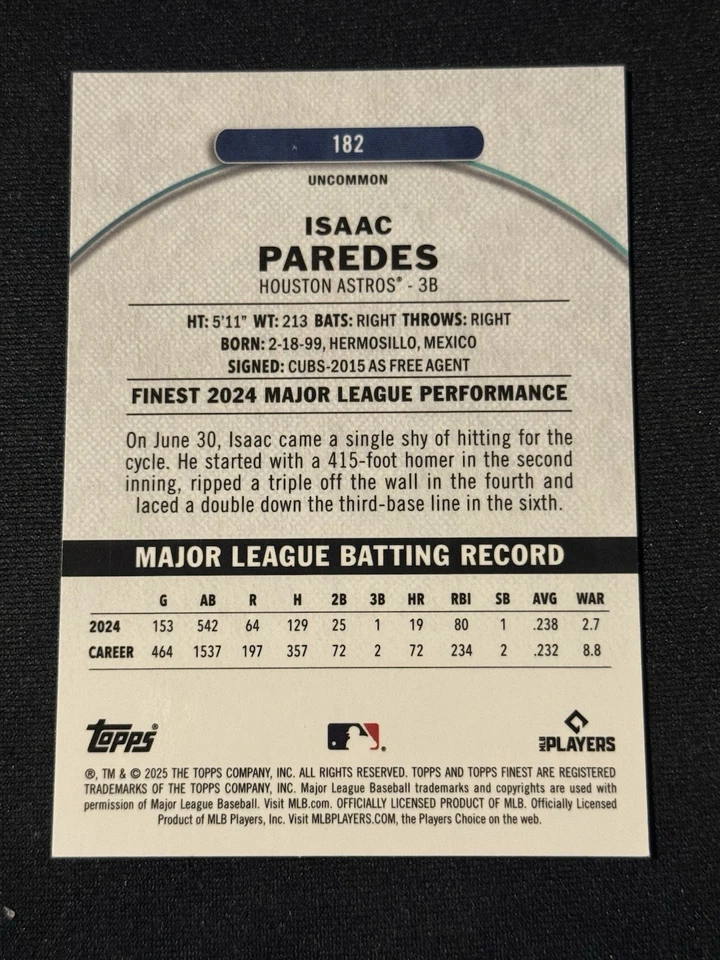 182
UNCOMMON
ISAAC
PAREDES
HOUSTON ASTROS® - 3B
HT: 5'11" WT: 213 BATS: RIGHT THROWS: RIGHT
BORN: 2-18-99, HERMOSILLO, MEXICO
SIGNED: CUBS-2015 AS FREE AGENT
FINEST 2024 MAJOR LEAGUE PERFORMANCE
On June 30, Isaac came a single shy of hitting for the
cycle. He started with a 415-foot homer in the second
inning, ripped a triple off the wall in the fourth and
laced a double down the third-base line in the sixth.
MAJOR LEAGUE BATTING RECORD
G AB R H 2B 3B HR RBI SB AVG WAR
2024 153 542 64 129 25 1 19 80 1 .238 2.7
CAREER 464 1537 197 357 72 2 72 234 2 .232 8.8
topps®
MLB PLAYERS
®, TM & © 2025 THE TOPPS COMPANY, INC. ALL RIGHTS RESERVED. TOPPS AND TOPPS FINEST ARE REGISTERED
TRADEMARKS OF THE TOPPS COMPANY, INC. Major League Baseball trademarks and copyrights are used with
permission of Major League Baseball. Visit MLB.com. OFFICIALLY LICENSED PRODUCT OF MLB. Officially Licensed
Product of MLB Players, Inc. Visit MLBPLAYERS.COM, the Players Choice on the web.